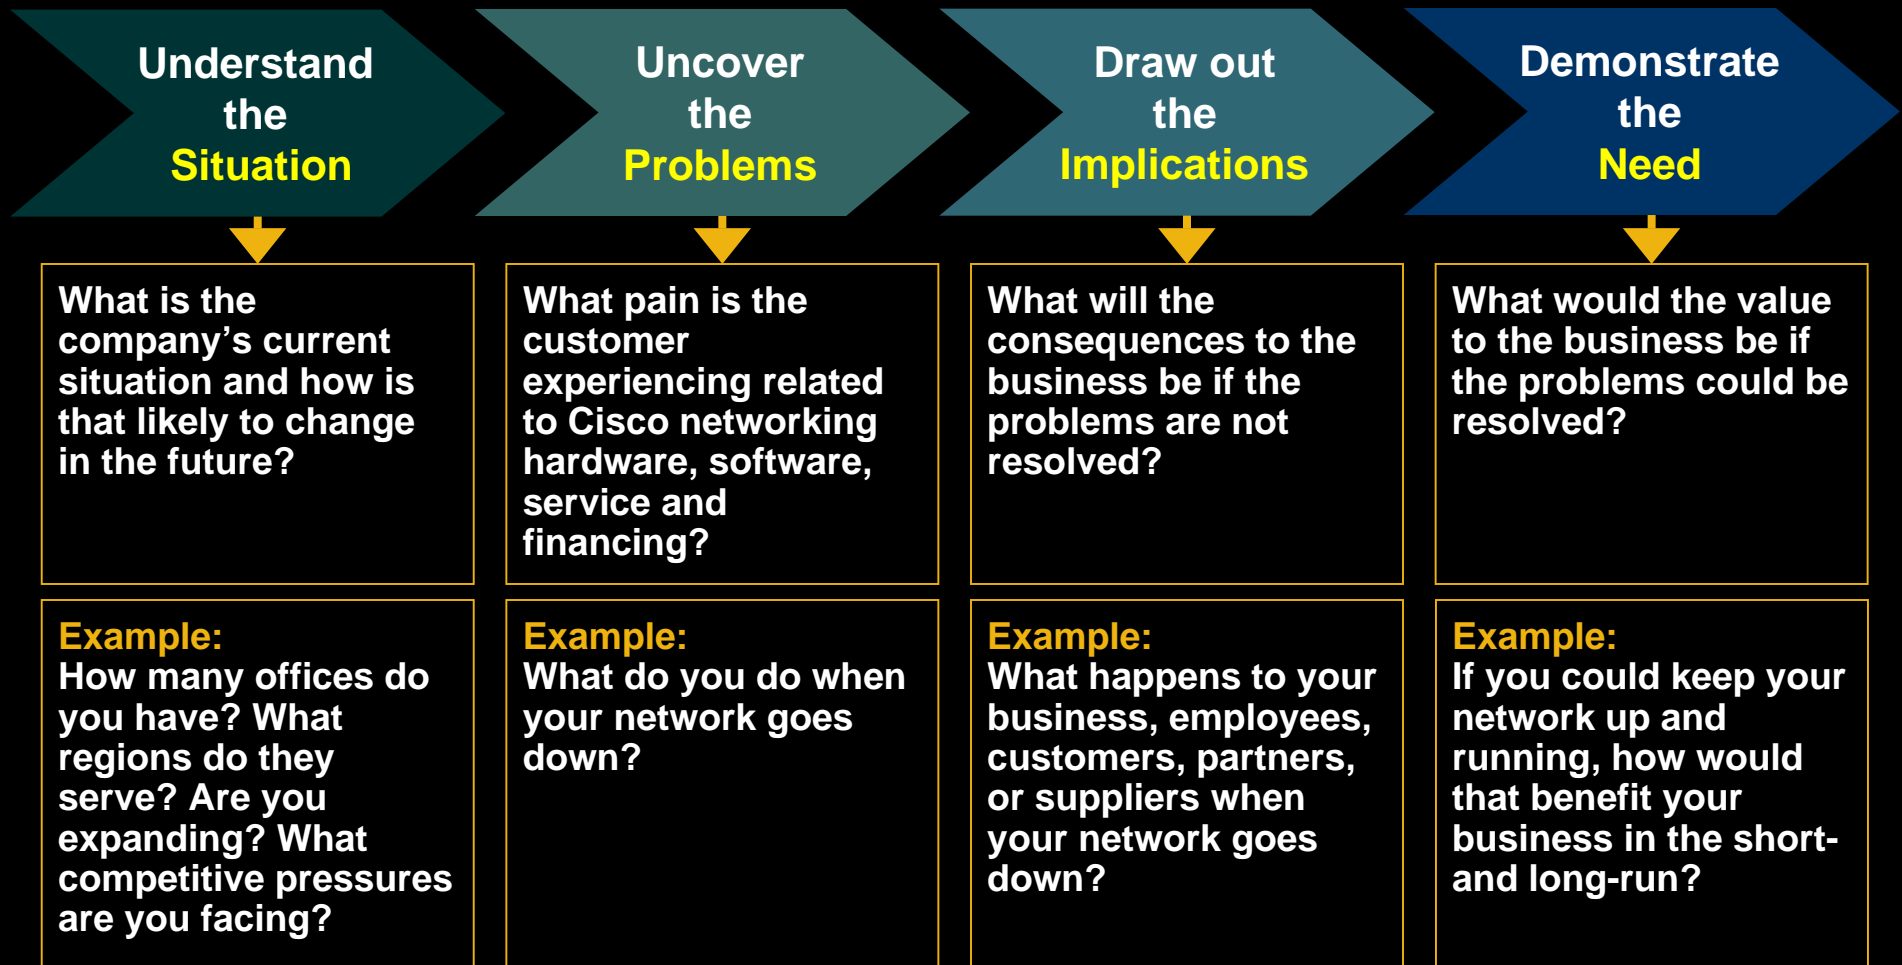 Understand
the
Situation
Uncover
the
Problems
Draw out
the
Implications
Demonstrate
the
Need
What is the
company’s current
situation and how is
that likely to change
in the future?
What pain is the
customer
experiencing related
to Cisco networking
hardware, software,
service and
financing?
What will the
consequences to the
business be if the
problems are not
resolved?
What would the value
to the business be if
the problems could be
resolved?
Example:
How many offices do
you have? What
regions do they
serve? Are you
expanding? What
competitive pressures
are you facing?
Example:
What do you do when
your network goes
down?
Example:
What happens to your
business, employees,
customers, partners,
or suppliers when
your network goes
down?
Example:
If you could keep your
network up and
running, how would
that benefit your
business in the short-
and long-run?